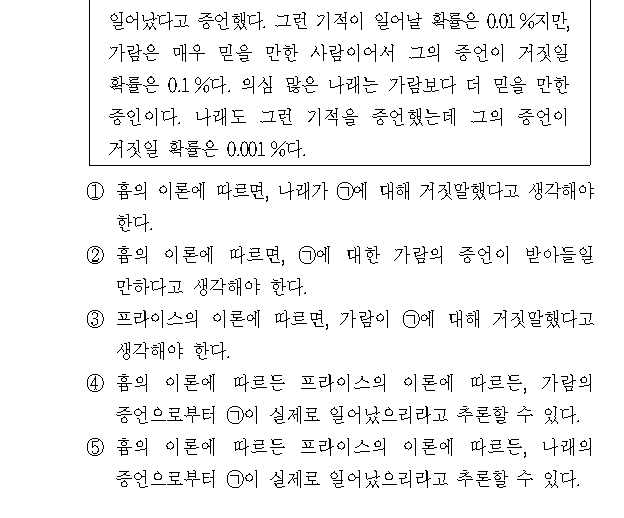 일어났다고 증언했다. 그런 기적이 일어날 확률은 0.01%지만,
가람은 매우 믿을 만한 사람이어서 그의 증언이 거짓일
확률은 0.1%다. 의심 많은 나래는 가람보다 더 믿을 만한
증인이다. 나래도 그런 기적을 증언했는데 그의 증언이
거짓일 확률은 0.001%다.
① 흄의 이론에 따르면, 나래가 ㉠에 대해 거짓말했다고 생각해야
한다.
② 흄의 이론에 따르면, ㉠에 대한 가람의 증언이 받아들일
만하다고 생각해야 한다.
③ 프라이스의 이론에 따르면, 가람이 ㉠에 대해 거짓말했다고
생각해야 한다.
④ 흄의 이론에 따르든 프라이스의 이론에 따르든, 가람의
증언으로부터 ㉠이 실제로 일어났으리라고 추론할 수 있다.
⑤ 흄의 이론에 따르든 프라이스의 이론에 따르든, 나래의
증언으로부터 ㉠이 실제로 일어났으리라고 추론할 수 있다.